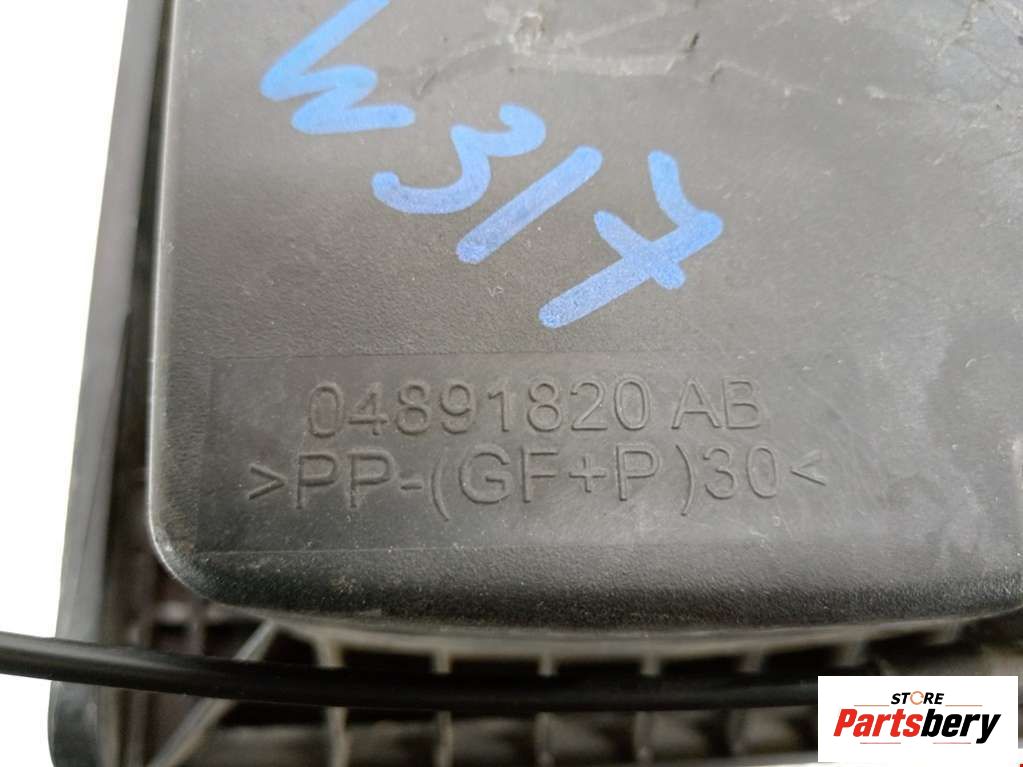 W317
04891820 AB
>PP-(GF+P)30<
STORE
Partsbery